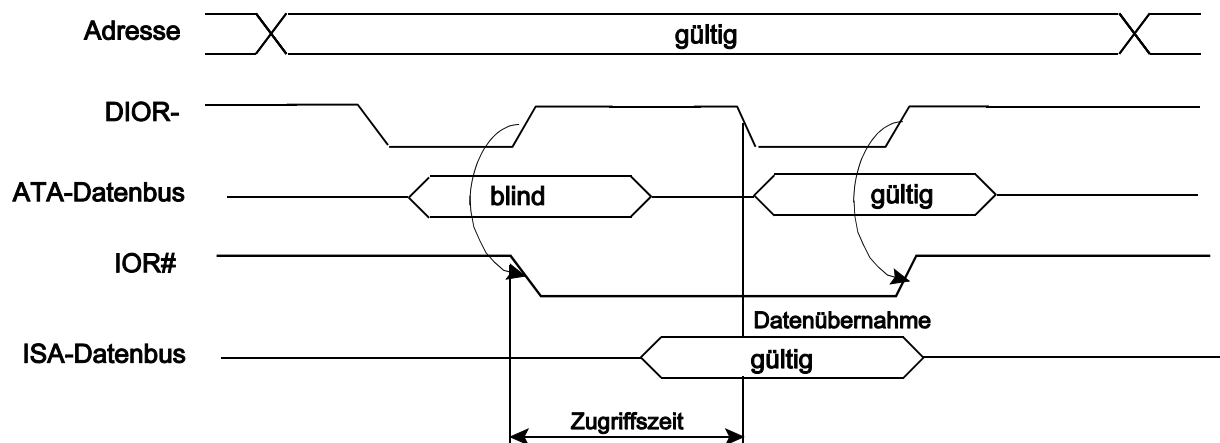 Adresse
gültig
DIOR-
ATA-Datenbus
blind
gültig
IOR#
Datenübernahme
ISA-Datenbus
gültig
Zugriffszeit